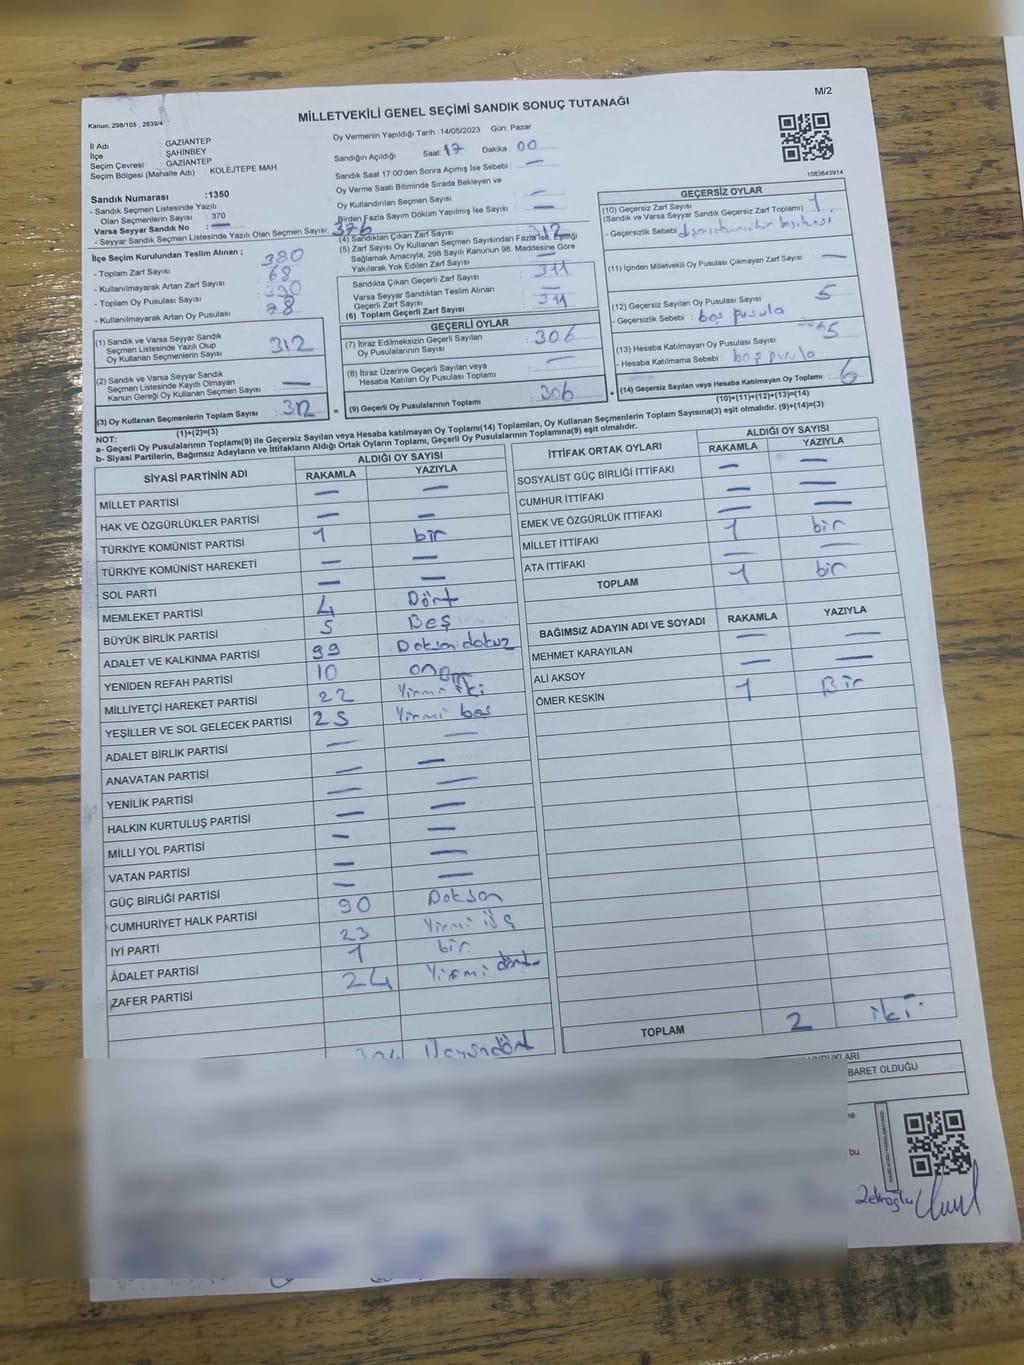 M/2
MİLLETVEKİLİ GENEL SEÇİMİ SANDIK SONUÇ TUTANAĞI
Kanun: 298/105 , 2839/4
İl Adı : GAZİANTEP
İlçe : ŞAHİNBEY
Seçim Çevresi : GAZİANTEP
Seçim Bölgesi (Mahalle Adı) : KOLEJTEPE MAH.
Oy Vermenin Yapıldığı Tarih : 14/05/2023 Gün: Pazar
Sandığın Açıldığı Saat: 17 Dakika: 00
Sandık Saat 17:00'den Sonra Açılmış İse Sebebi : —
Oy Verme Saati Bitiminde Sırada Bekleyen ve
Oy Kullandırılan Seçmen Sayısı : —
Birden Fazla Sayım Döküm Yapılmış İse Sayısı : —
1083643914
Sandık Numarası :1350
- Sandık Seçmen Listesinde Yazılı
Olan Seçmenlerin Sayısı : 370
Varsa Seyyar Sandık No : —
- Seyyar Sandık Seçmen Listesinde Yazılı Olan Seçmen Sayısı: 376
İlçe Seçim Kurulundan Teslim Alınan ;
- Toplam Zarf Sayısı : 380
- Kullanılmayarak Artan Zarf Sayısı : 68
- Toplam Oy Pusulası Sayısı : 390
- Kullanılmayarak Artan Oy Pusulası : 78
(1) Sandık ve Varsa Seyyar Sandık
Seçmen Listesinde Yazılı Olup
Oy Kullanan Seçmenlerin Sayısı : 312
(2) Sandık ve Varsa Seyyar Sandık
Seçmen Listesinde Kayıtlı Olmayan
Kanun Gereği Oy Kullanan Seçmen Sayısı : —
(3) Oy Kullanan Seçmenlerin Toplam Sayısı : 312
(1)+(2)=(3)
(4) Sandıktan Çıkan Zarf Sayısı : 312
(5) Zarf Sayısı Oy Kullanan Seçmen Sayısından Fazla İse, Eşitliği
Sağlamak Amacıyla, 298 Sayılı Kanunun 98. Maddesine Göre
Yakılarak Yok Edilen Zarf Sayısı : —
Sandıkta Çıkan Geçerli Zarf Sayısı : 311
Varsa Seyyar Sandıktan Teslim Alınan
Geçerli Zarf Sayısı : —
(6) Toplam Geçerli Zarf Sayısı : 311
GEÇERLİ OYLAR
(7) İtiraz Edilmeksizin Geçerli Sayılan
Oy Pusulalarının Sayısı : 306
(8) İtiraz Üzerine Geçerli Sayılan veya
Hesaba Katılan Oy Pusulası Toplamı : —
= (9) Geçerli Oy Pusulalarının Toplamı : 306
GEÇERSİZ OYLAR
(10) Geçersiz Zarf Sayısı
(Sandık ve Varsa Seyyar Sandık Geçersiz Zarf Toplamı) : 1
- Geçersizlik Sebebi :
(11) İçinden Milletvekili Oy Pusulası Çıkmayan Zarf Sayısı : —
(12) Geçersiz Sayılan Oy Pusulası Sayısı : 5
- Geçersizlik Sebebi : boş pusula
(13) Hesaba Katılmayan Oy Pusulası Sayısı : 5
- Hesaba Katılmama Sebebi : boş pusula
+ (14) Geçersiz Sayılan veya Hesaba Katılmayan Oy Toplamı : 6
(10)+(11)+(12)+(13)=(14)
NOT:
a- Geçerli Oy Pusulalarının Toplamı(9) ile Geçersiz Sayılan veya Hesaba katılmayan Oy Toplamı(14) Toplamları, Oy Kullanan Seçmenlerin Toplam Sayısına(3) eşit olmalıdır. (9)+(14)=(3)
b- Siyasi Partilerin, Bağımsız Adayların ve İttifakların Aldığı Ortak Oyların Toplamı, Geçerli Oy Pusulalarının Toplamına(9) eşit olmalıdır.
SİYASİ PARTİNİN ADI ALDIĞI OY SAYISI
RAKAMLA YAZIYLA
MİLLET PARTİSİ — —
HAK VE ÖZGÜRLÜKLER PARTİSİ — —
TÜRKİYE KOMÜNİST PARTİSİ 1 bir
TÜRKİYE KOMÜNİST HAREKETİ — —
SOL PARTİ — —
MEMLEKET PARTİSİ 4 Dört
BÜYÜK BİRLİK PARTİSİ 5 Beş
ADALET VE KALKINMA PARTİSİ 99 Doksan dokuz
YENİDEN REFAH PARTİSİ 10 on
MİLLİYETÇİ HAREKET PARTİSİ 22 Yirmi iki
YEŞİLLER VE SOL GELECEK PARTİSİ 25 Yirmi beş
ADALET BİRLİK PARTİSİ — —
ANAVATAN PARTİSİ — —
YENİLİK PARTİSİ — —
HALKIN KURTULUŞ PARTİSİ — —
MİLLİ YOL PARTİSİ — —
VATAN PARTİSİ — —
GÜÇ BİRLİĞİ PARTİSİ — —
CUMHURİYET HALK PARTİSİ 90 Doksan
İYİ PARTİ 23 Yirmi üç
ADALET PARTİSİ 1 bir
ZAFER PARTİSİ 24 Yirmi dört
304 Üçyüzdört
İTTİFAK ORTAK OYLARI ALDIĞI OY SAYISI
RAKAMLA YAZIYLA
SOSYALİST GÜÇ BİRLİĞİ İTTİFAKI — —
CUMHUR İTTİFAKI — —
EMEK VE ÖZGÜRLÜK İTTİFAKI — —
MİLLET İTTİFAKI 1 bir
ATA İTTİFAKI — —
TOPLAM 1 bir
BAĞIMSIZ ADAYIN ADI VE SOYADI RAKAMLA YAZIYLA
MEHMET KARAYILAN — —
ALİ AKSOY — —
ÖMER KESKİN 1 Bir
TOPLAM 2 iki
BARET OLDUĞU
bu